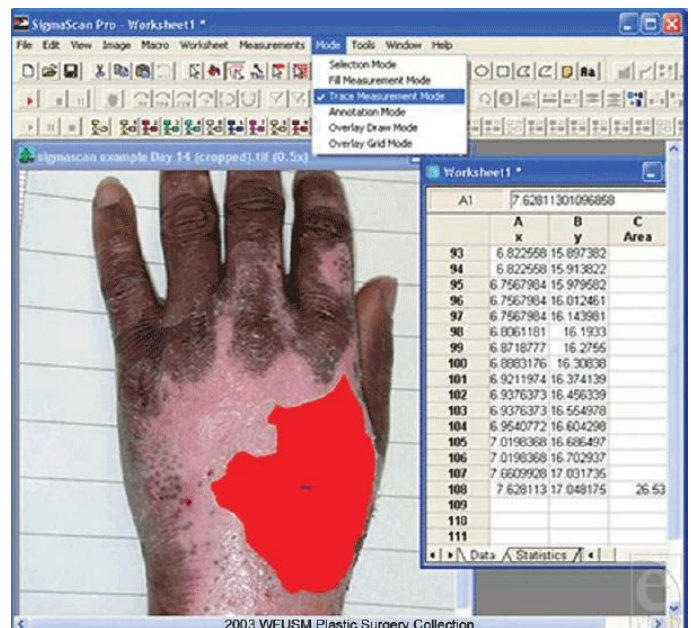 SigmaScan Pro - Worksheet1 *
File Edit View Image Macro Worksheet Measurements Mode Tools Window Help
Selection Mode
Fill Measurement Mode
Trace Measurement Mode
Annotation Mode
Overlay Draw Mode
Overlay Grid Mode
Aa
sigmascan example Day 14 (cropped).tif (0.5x)
Worksheet1 *
A1 7.62811301096858
A B C
x y Area
93 6.822558 15.897382
94 6.822558 15.913822
95 6.7567984 15.979582
96 6.7567984 16.012461
97 6.7567984 16.143981
98 6.8061181 16.1933
99 6.8718777 16.2755
100 6.8883176 16.30838
101 6.9211974 16.374139
102 6.9376373 16.456339
103 6.9376373 16.554978
104 6.9540772 16.604298
105 7.0198368 16.686497
106 7.0198368 16.702937
107 7.6609928 17.031735
108 7.628113 17.048175 26.53
109
110
111
Data Statistics
e
2003 WFUSM Plastic Surgery Collection